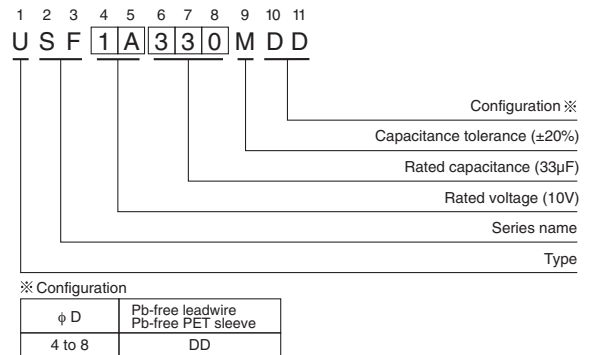 1 2 3 4 5 6 7 8 9 10 11
U S F 1 A 3 3 0 M D D
Configuration ※
Capacitance tolerance (±20%)
Rated capacitance (33µF)
Rated voltage (10V)
Series name
Type
※ Configuration
ϕ D
Pb-free leadwire
Pb-free PET sleeve
4 to 8
DD